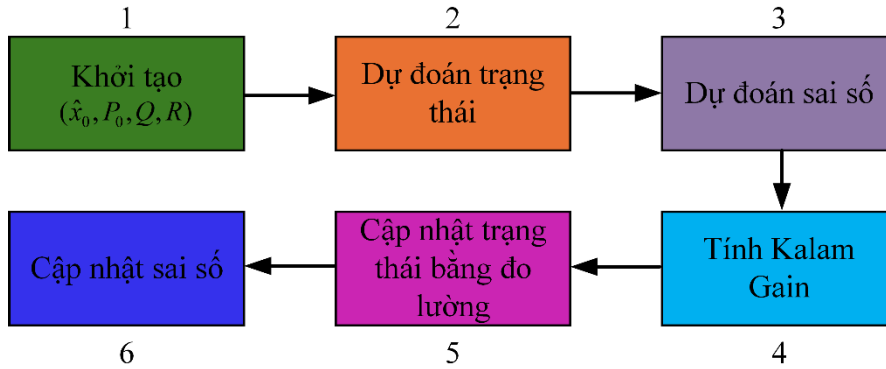 1
2
3
Khởi tạo
(x̂₀, P₀, Q, R)
Dự đoán trạng
thái
Dự đoán sai số
Cập nhật sai số
Cập nhật trạng
thái bằng đo
lường
Tính Kalam
Gain
6
5
4